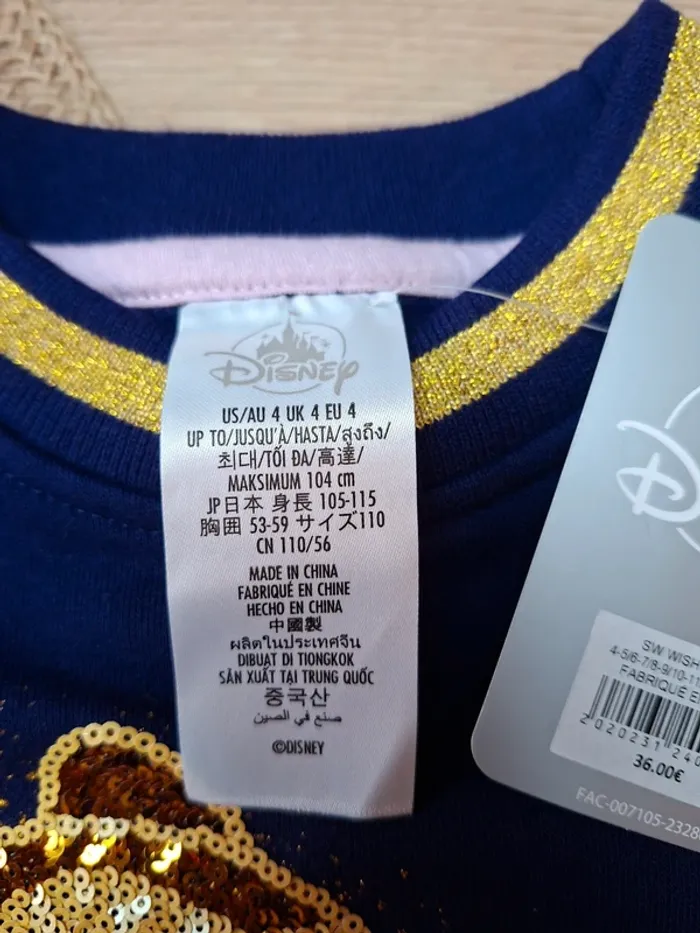 Disney
US/AU 4 UK 4 EU 4
UP TO/JUSQU'À/HASTA/สูงถึง/
최대/TỐI ĐA/高達/
MAKSIMUM 104 cm
JP日本 身長 105-115
胸囲 53-59 サイズ110
CN 110/56
MADE IN CHINA
FABRIQUÉ EN CHINE
HECHO EN CHINA
中國製
ผลิตในประเทศจีน
DIBUAT DI TIONGKOK
SẢN XUẤT TẠI TRUNG QUỐC
중국산
صنع في الصين
©DISNEY
SW WISH
4-5/6-7/8-9/10-11
FABRIQUE E
2020231240
36.00€
FAC-007105-2328